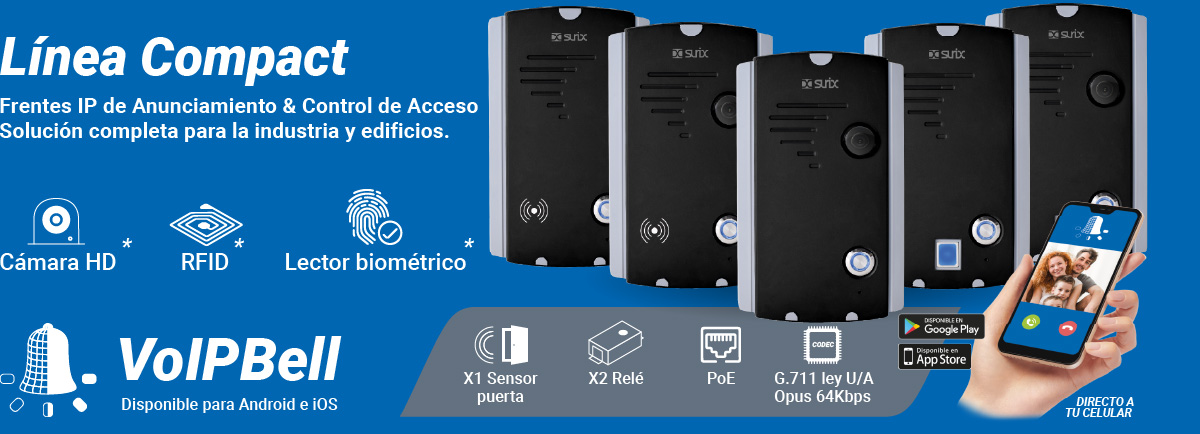 Línea Compact
Frentes IP de Anunciamiento & Control de Acceso
Solución completa para la industria y edificios.
surix
surix
surix
surix
surix
Cámara HD *
RFID *
Lector biométrico *
VoIPBell
Disponible para Android e iOS
X1 Sensor
puerta
X2 Relé
PoE
CODEC
G.711 ley U/A
Opus 64Kbps
DISPONIBLE EN
Google Play
Disponible en
App Store
DIRECTO A
TU CELULAR